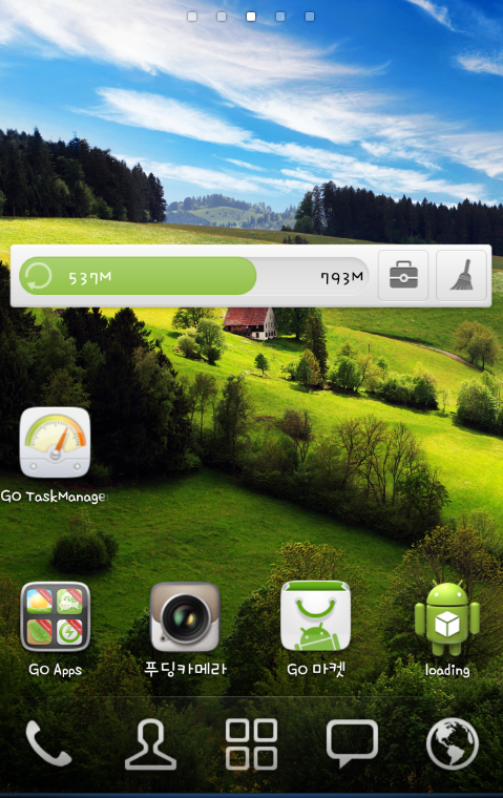 537M
793M
GO TaskManage
GO Apps
푸딩카메라
GO 마켓
loading